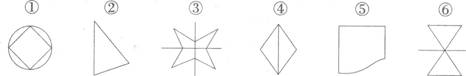 ① ② ③ ④ ⑤ ⑥